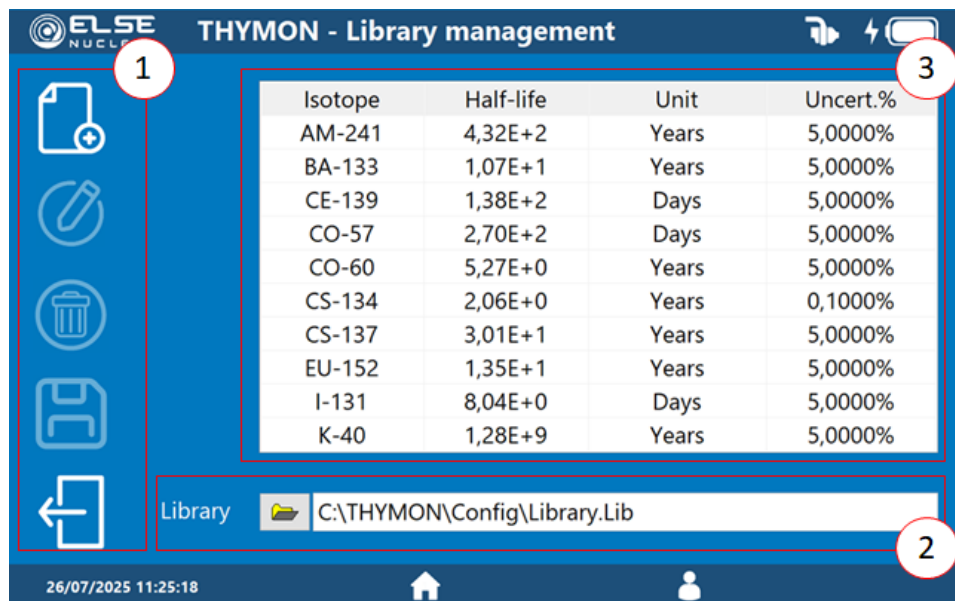 ELSE NUCLE THYMON - Library management
1
3
Isotope Half-life Unit Uncert.%
AM-241 4,32E+2 Years 5,0000%
BA-133 1,07E+1 Years 5,0000%
CE-139 1,38E+2 Days 5,0000%
CO-57 2,70E+2 Days 5,0000%
CO-60 5,27E+0 Years 5,0000%
CS-134 2,06E+0 Years 0,1000%
CS-137 3,01E+1 Years 5,0000%
EU-152 1,35E+1 Years 5,0000%
I-131 8,04E+0 Days 5,0000%
K-40 1,28E+9 Years 5,0000%
Library C:\THYMON\Config\Library.Lib
2
26/07/2025 11:25:18